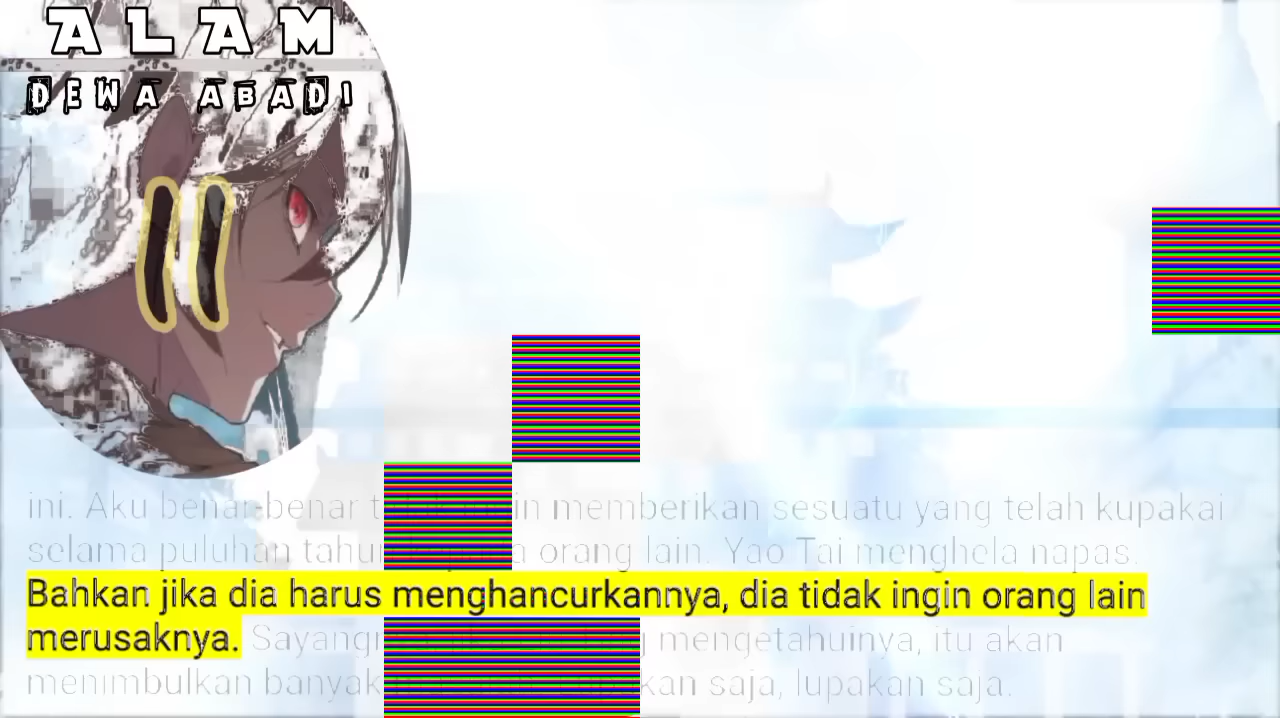 ALAM
DEWA ABADI
ini. Aku benar-benar in memberikan sesuatu yang telah kupakai
selama puluhan tahun orang lain. Yao Tai menghela napas.
Bahkan jika dia harus menghancurkannya, dia tidak ingin orang lain
merusaknya. mengetahuinya, itu akan
menimbulkan banyak saja, lupakan saja.